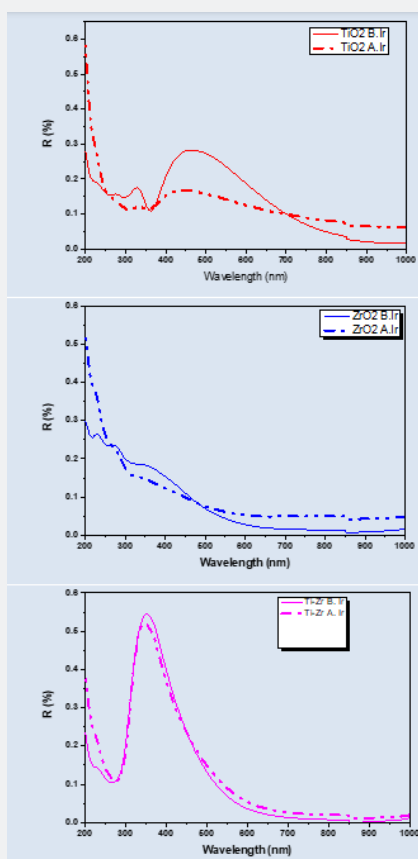 TiO2 B.Ir
TiO2 A.Ir
0.6
0.5
0.4
0.3
0.2
0.1
0.0
R (%)
200 300 400 500 600 700 800 900 1000
Wavelength (nm)
ZrO2 B.Ir
ZrO2 A.Ir
0.6
0.5
0.4
0.3
0.2
0.1
0.0
R (%)
200 300 400 500 600 700 800 900 1000
Wavelength (nm)
Ti-Zr B. Ir
Ti-Zr A. Ir
0.6
0.5
0.4
0.3
0.2
0.1
0.0
R (%)
200 300 400 500 600 700 800 900 1000
Wavelength (nm)